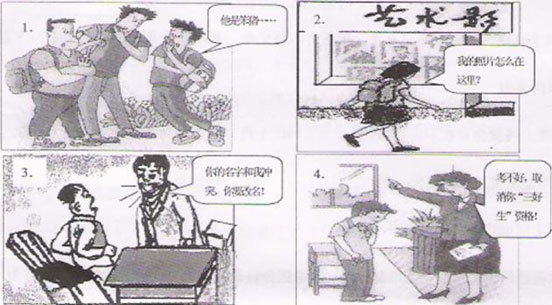 1.
他是笨猪……
2.
艺术影
我的照片怎么在
这里？
3.
你的名字和我冲
突，你要改名！
4.
考不好，取
消你“三好
生”资格！